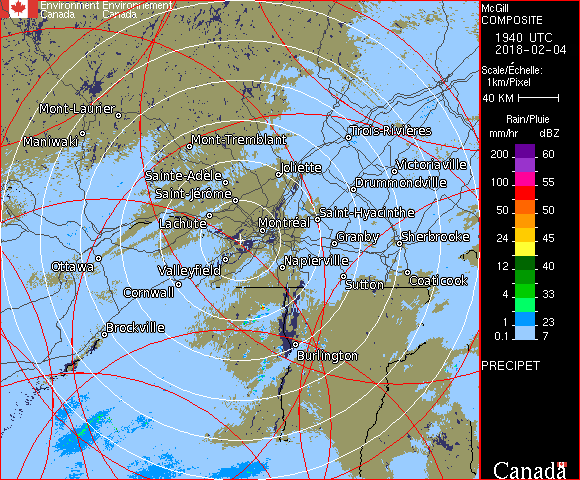 Environment Environnement
Canada Canada
McGill
COMPOSITE
1940 UTC
2018-02-04
Scale/Échelle:
1km/Pixel
40 KM
Rain/Pluie
mm/hr dBZ
200 60
100 55
50 50
24 45
12 40
4 33
1 23
0.1 7
PRECIPET
Canada
Mont-Laurier
Maniwaki
Mont-Tremblant
Trois-Rivières
Joliette
Victoriaville
Sainte-Adèle
Drummondville
Saint-Jérôme
Saint-Hyacinthe
Lachute
Montréal
Granby
Sherbrooke
Ottawa
Valleyfield
Napierville
Cornwall
Sutton
Coaticook
Brockville
Burlington